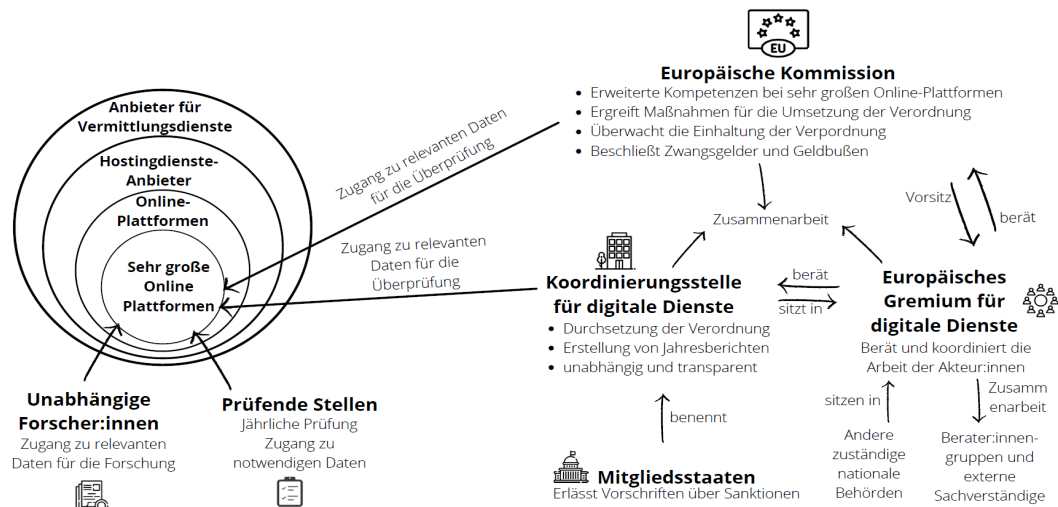 EU
Europäische Kommission
• Erweiterte Kompetenzen bei sehr großen Online-Plattformen
• Ergreift Maßnahmen für die Umsetzung der Verordnung
• Überwacht die Einhaltung der Verpordnung
• Beschließt Zwangsgelder und Geldbußen
Anbieter für
Vermittlungsdienste
Hostingdienste-
Anbieter
Online-
Plattformen
Sehr große
Online
Plattformen
Zugang zu relevanten Daten
für die Überprüfung
Zugang zu relevanten
Daten für die
Überprüfung
Zusammenarbeit
Vorsitz
berät
Koordinierungsstelle
für digitale Dienste
• Durchsetzung der Verordnung
• Erstellung von Jahresberichten
• unabhängig und transparent
berät
sitzt in
Europäisches
Gremium für
digitale Dienste
Berät und koordiniert die
Arbeit der Akteur:innen
Unabhängige
Forscher:innen
Zugang zu relevanten
Daten für die Forschung
Prüfende Stellen
Jährliche Prüfung
Zugang zu
notwendigen Daten
benennt
Mitgliedsstaaten
Erlässt Vorschriften über Sanktionen
sitzen in
Andere
zuständige
nationale
Behörden
Zusamm
enarbeit
Berater:innen-
gruppen und
externe
Sachverständige